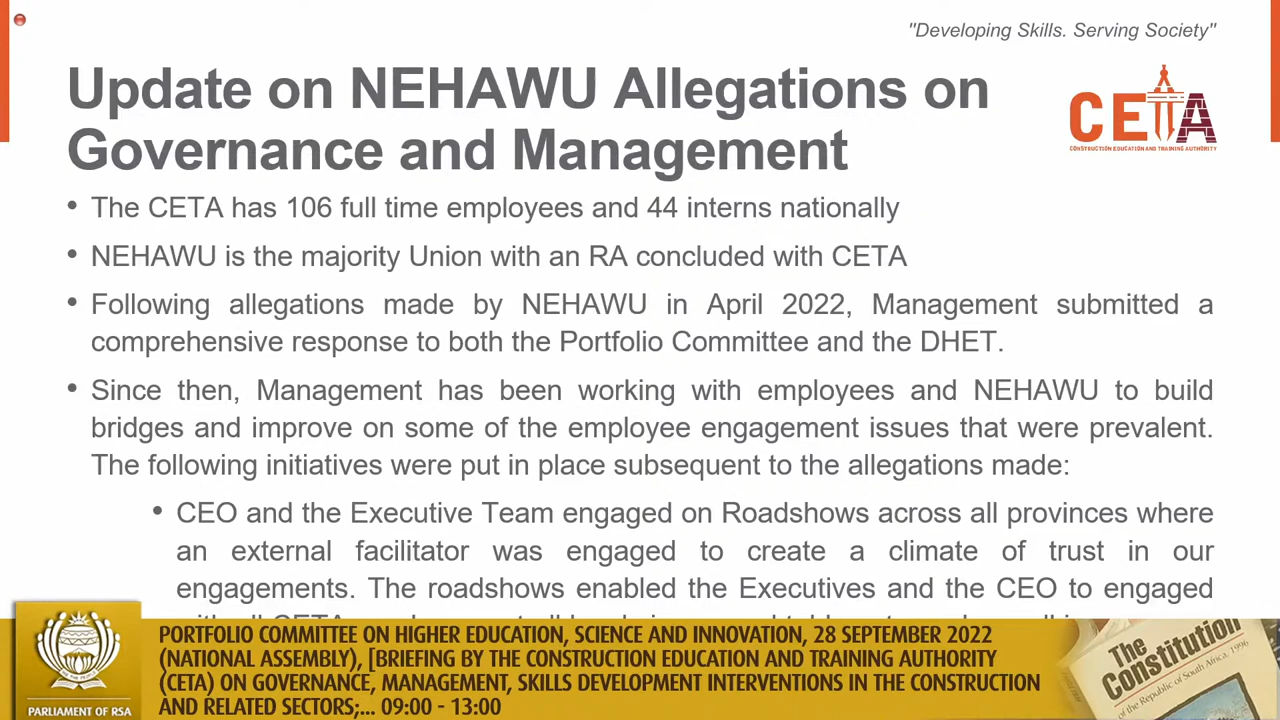 "Developing Skills. Serving Society"
Update on NEHAWU Allegations on
Governance and Management
CETA
CONSTRUCTION EDUCATION AND TRAINING AUTHORITY
• The CETA has 106 full time employees and 44 interns nationally
• NEHAWU is the majority Union with an RA concluded with CETA
• Following allegations made by NEHAWU in April 2022, Management submitted a
comprehensive response to both the Portfolio Committee and the DHET.
• Since then, Management has been working with employees and NEHAWU to build
bridges and improve on some of the employee engagement issues that were prevalent.
The following initiatives were put in place subsequent to the allegations made:
• CEO and the Executive Team engaged on Roadshows across all provinces where
an external facilitator was engaged to create a climate of trust in our
engagements. The roadshows enabled the Executives and the CEO to engaged
PORTFOLIO COMMITTEE ON HIGHER EDUCATION, SCIENCE AND INNOVATION, 28 SEPTEMBER 2022
(NATIONAL ASSEMBLY), [BRIEFING BY THE CONSTRUCTION EDUCATION AND TRAINING AUTHORITY
(CETA) ON GOVERNANCE, MANAGEMENT, SKILLS DEVELOPMENT INTERVENTIONS IN THE CONSTRUCTION
AND RELATED SECTORS;... 09:00 - 13:00
PARLIAMENT OF RSA
The
Constitution
of the Republic of South Africa, 1996